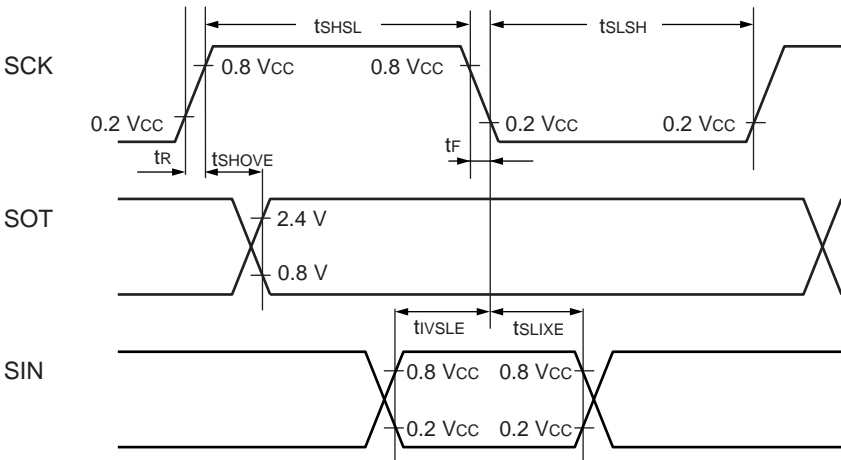 tSHSL
tSLSH
SCK
0.8 VCC
0.8 VCC
0.2 VCC
0.2 VCC
0.2 VCC
tR
tSHOVE
tF
SOT
2.4 V
0.8 V
tIVSLE
tSLIXE
SIN
0.8 VCC
0.8 VCC
0.2 VCC
0.2 VCC